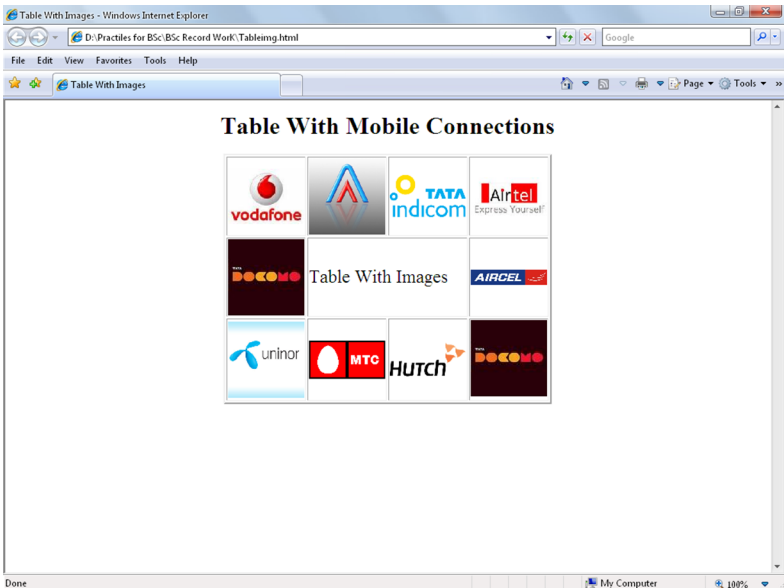 Table With Images - Windows Internet Explorer
D:\Practiles for BSc\BSc Record WorK\Tableimg.html
Google
File Edit View Favorites Tools Help
Table With Images
Page Tools »
Table With Mobile Connections
vodafone
TATA
indicom
Airtel
Express Yourself
TATA
DOCOMO
Table With Images
AIRCEL
uninor
MTC
HUTCH
TATA
DOCOMO
Done
My Computer
100%